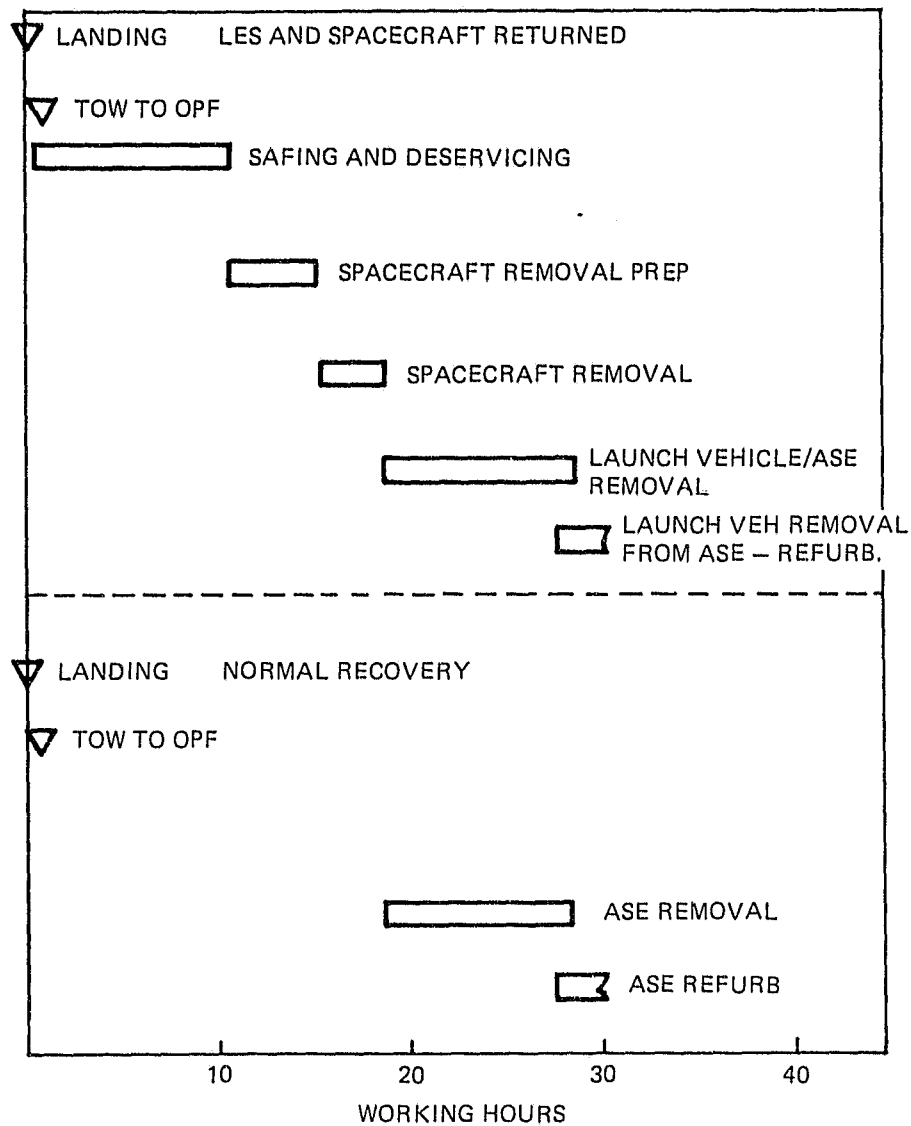 LANDING LES AND SPACECRAFT RETURNED
TOW TO OPF
SAFING AND DESERVICING
SPACECRAFT REMOVAL PREP
SPACECRAFT REMOVAL
LAUNCH VEHICLE/ASE
REMOVAL
LAUNCH VEH REMOVAL
FROM ASE – REFURB.
LANDING NORMAL RECOVERY
TOW TO OPF
ASE REMOVAL
ASE REFURB
10 20 30 40
WORKING HOURS